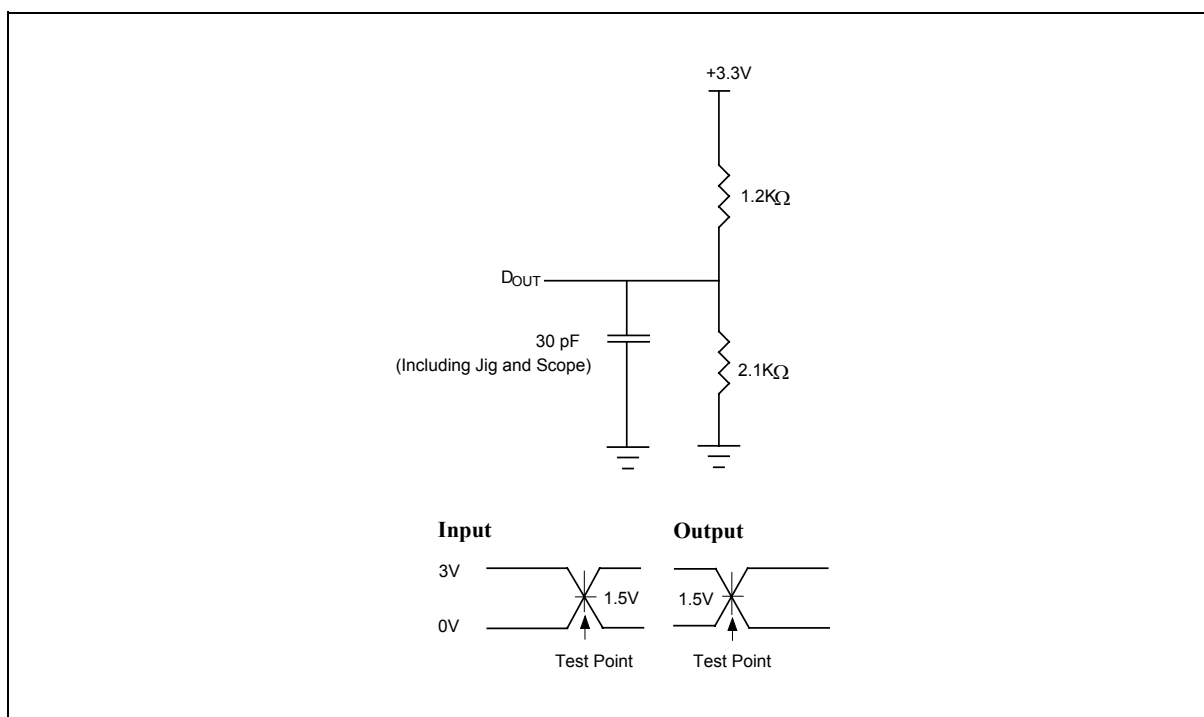 +3.3V
1.2KΩ
DOUT
30 pF
(Including Jig and Scope)
2.1KΩ
Input Output
3V
1.5V 1.5V
0V
Test Point Test Point